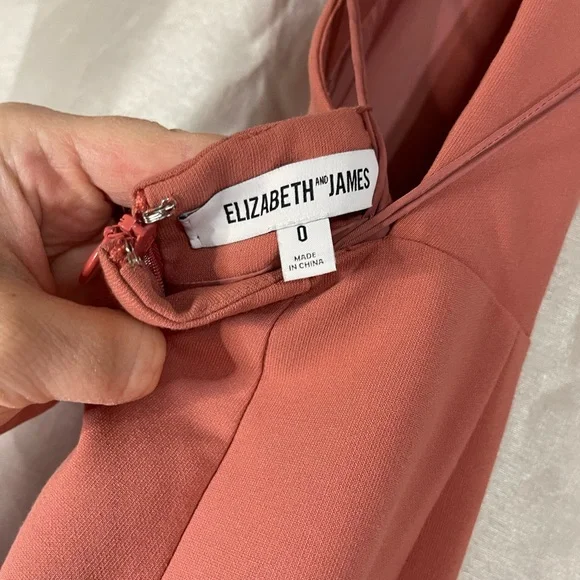 ELIZABETH AND JAMES
0
MADE
IN CHINA